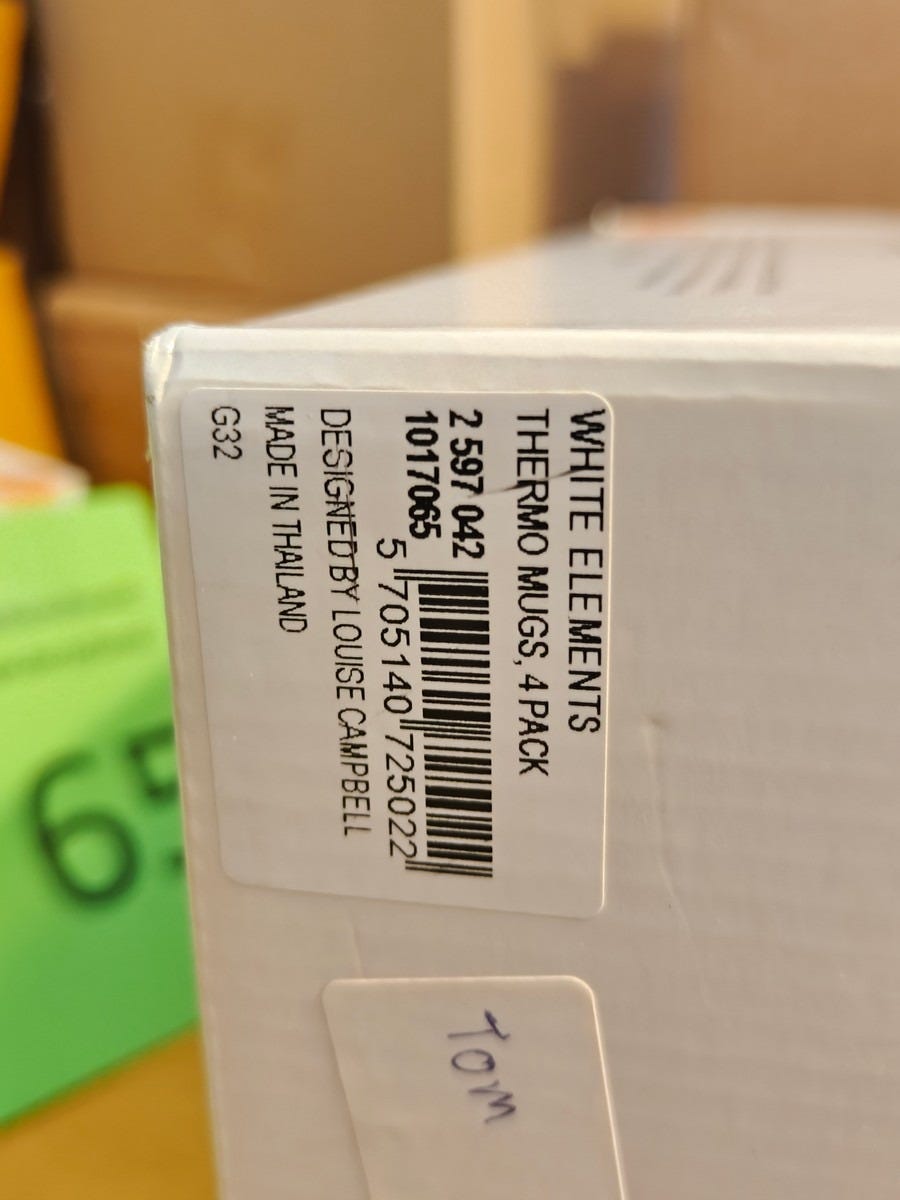 WHITE ELEMENTS
THERMO MUGS, 4 PACK
2 597 042
1017065
5 705140 725022
DESIGNED BY LOUISE CAMPBELL
MADE IN THAILAND
G32
Tom